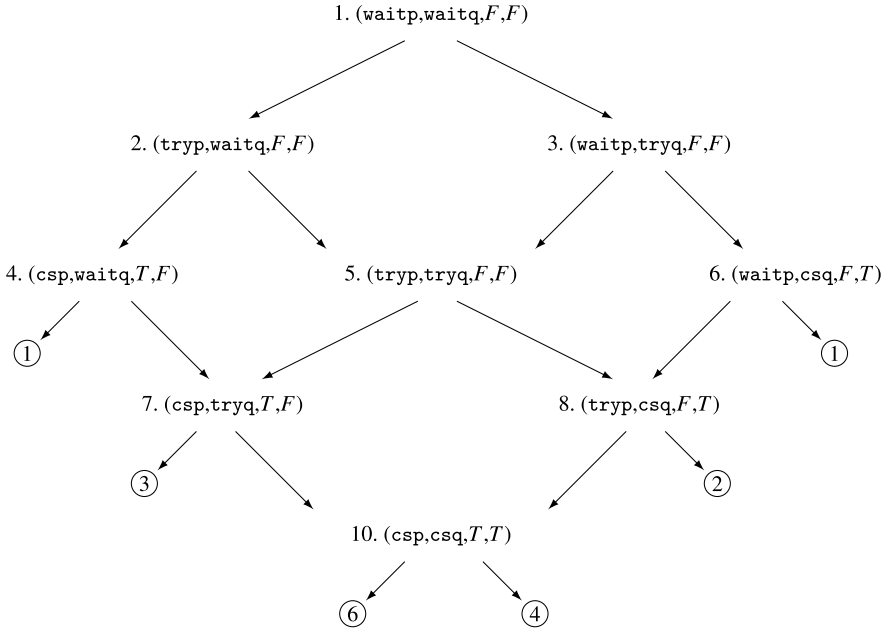 1. (waitp,waitq,F,F)
2. (tryp,waitq,F,F)
3. (waitp,tryq,F,F)
4. (csp,waitq,T,F)
5. (tryp,tryq,F,F)
6. (waitp,csq,F,T)
1
1
7. (csp,tryq,T,F)
8. (tryp,csq,F,T)
3
2
10. (csp,csq,T,T)
6
4